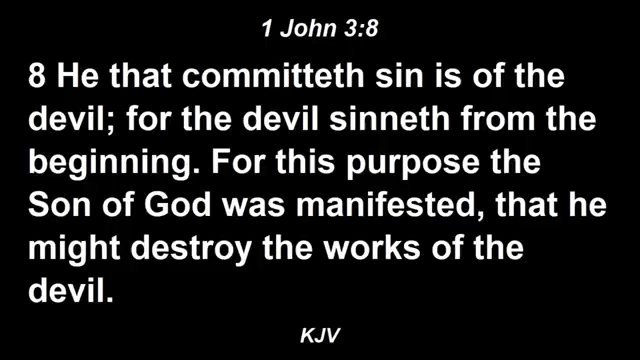 1 John 3:8
8 He that committeth sin is of the
devil; for the devil sinneth from the
beginning. For this purpose the
Son of God was manifested, that he
might destroy the works of the
devil.
KJV